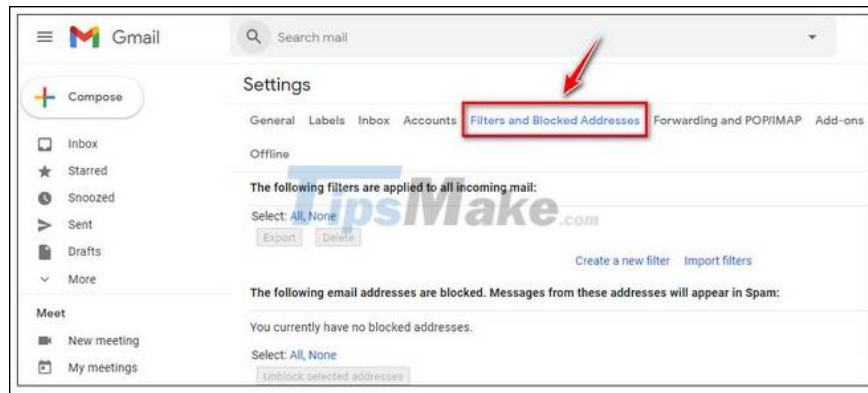 Gmail
Search mail
Compose
Inbox
Starred
Snoozed
Sent
Drafts
More
Meet
New meeting
My meetings
Settings
General Labels Inbox Accounts Filters and Blocked Addresses Forwarding and POP/IMAP Add-ons
Offline
The following filters are applied to all incoming mail:
Select: All, None
Export Delete
TipsMake.com
Create a new filter Import filters
The following email addresses are blocked. Messages from these addresses will appear in Spam:
You currently have no blocked addresses.
Select: All, None
Unblock selected addresses